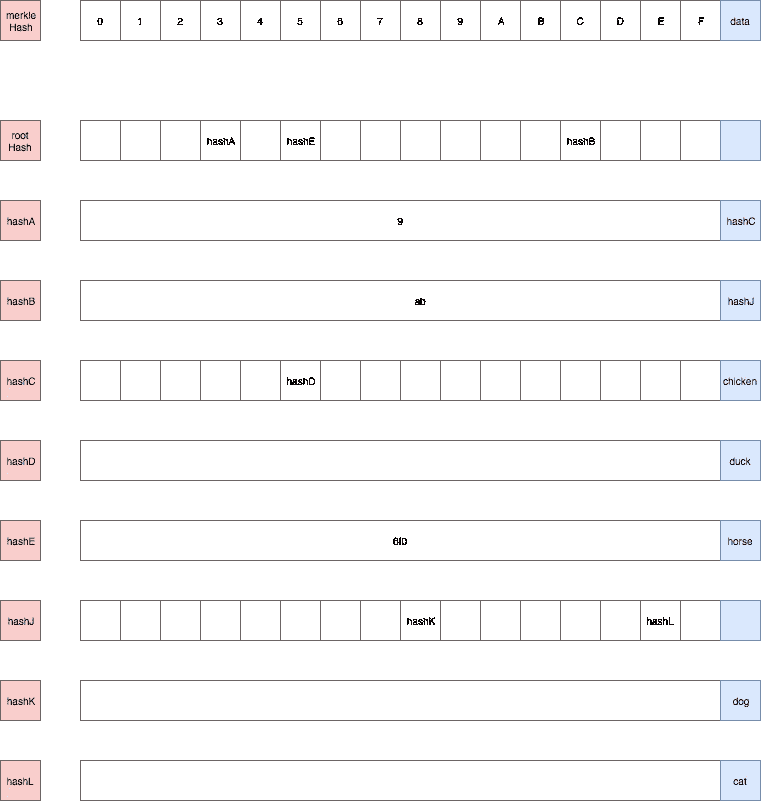 merkle
Hash
0 1 2 3 4 5 6 7 8 9 A B C D E F data
root
Hash
hashA hashE hashB
hashA 9 hashC
hashB ab hashJ
hashC hashD chicken
hashD duck
hashE 6f0 horse
hashJ hashK hashL
hashK dog
hashL cat